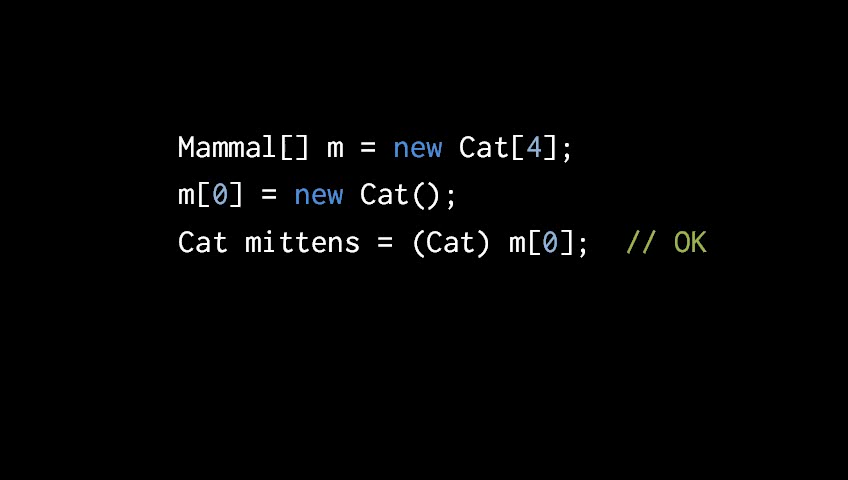 Mammal[] m = new Cat[4];
m[0] = new Cat();
Cat mittens = (Cat) m[0];  // OK